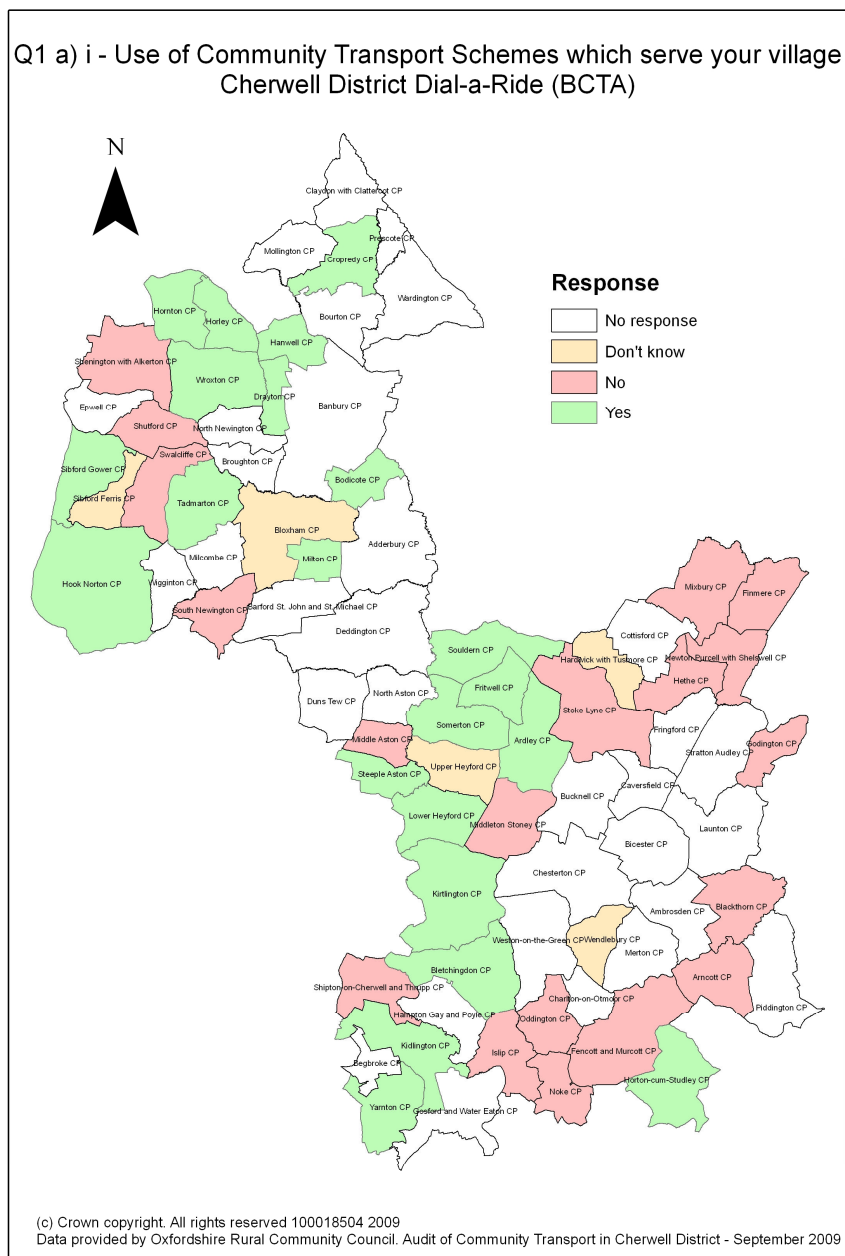 Q1 a) i - Use of Community Transport Schemes which serve your village
Cherwell District Dial-a-Ride (BCTA)
N
Claydon with Clattercot CP
Prescote CP
Mollington CP
Cropredy CP
Wardington CP
Hornton CP
Bourton CP
Horley CP
Hanwell CP
Shenington with Alkerton CP
Wroxton CP
Drayton CP
Epwell CP
Banbury CP
Shutford CP
North Newington CP
Swalcliffe CP
Broughton CP
Sibford Gower CP
Bodicote CP
Sibford Ferris CP
Tadmarton CP
Bloxham CP
Adderbury CP
Milcombe CP
Milton CP
Hook Norton CP
Wigginton CP
South Newington CP
Barford St. John and St. Michael CP
Deddington CP
Response
No response
Don't know
No
Yes
Mixbury CP
Finmere CP
Cottisford CP
Souldern CP
Hardwick with Tusmore CP
Newton Purcell with Shelswell CP
Hethe CP
Fritwell CP
North Aston CP
Duns Tew CP
Stoke Lyne CP
Somerton CP
Fringford CP
Middle Aston CP
Ardley CP
Godington CP
Stratton Audley CP
Upper Heyford CP
Steeple Aston CP
Caversfield CP
Bucknell CP
Lower Heyford CP
Middleton Stoney CP
Launton CP
Bicester CP
Chesterton CP
Kirtlington CP
Blackthorn CP
Ambrosden CP
Weston-on-the-Green CP
Wendlebury CP
Merton CP
Bletchingdon CP
Arncott CP
Shipton-on-Cherwell and Thrupp CP
Charlton-on-Otmoor CP
Piddington CP
Hampton Gay and Poyle CP
Oddington CP
Kidlington CP
Islip CP
Fencott and Murcott CP
Begbroke CP
Horton-cum-Studley CP
Noke CP
Yarnton CP
Gosford and Water Eaton CP
(c) Crown copyright. All rights reserved 100018504 2009
Data provided by Oxfordshire Rural Community Council. Audit of Community Transport in Cherwell District - September 2009